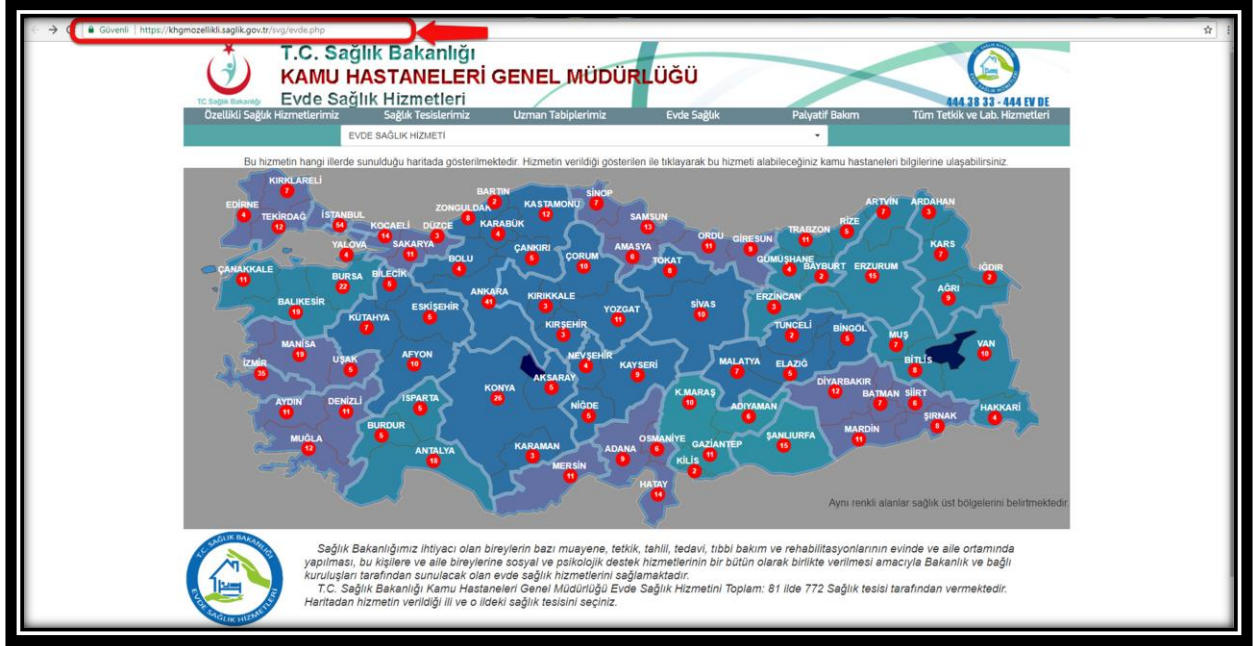 Güvenli | https://khgmozellikli.saglik.gov.tr/svg/evde.php
T.C. Sağlık Bakanlığı
KAMU HASTANELERİ GENEL MÜDÜRLÜĞÜ
Evde Sağlık Hizmetleri
T.C. Sağlık Bakanlığı
444 38 33 - 444 EV DE
Özellikli Sağlık Hizmetlerimiz Sağlık Tesislerimiz Uzman Tabiplerimiz Evde Sağlık Palyatif Bakım Tüm Tetkik ve Lab. Hizmetleri
EVDE SAĞLIK HİZMETİ
Bu hizmetin hangi illerde sunulduğu haritada gösterilmektedir. Hizmetin verildiği gösterilen ile tıklayarak bu hizmeti alabileceğiniz kamu hastaneleri bilgilerine ulaşabilirsiniz.
KIRKLARELİ
7
EDİRNE
4
TEKİRDAĞ
12
İSTANBUL
54
KOCAELİ
14
YALOVA
4
SAKARYA
11
DÜZCE
3
ZONGULDAK
8
BARTIN
2
KARABÜK
4
KASTAMONU
12
SİNOP
7
SAMSUN
13
ORDU
11
GİRESUN
9
TRABZON
11
RİZE
5
ARTVİN
7
ARDAHAN
3
KARS
7
IĞDIR
2
AĞRI
9
ERZURUM
15
BAYBURT
2
GÜMÜŞHANE
4
ERZİNCAN
3
TOKAT
8
AMASYA
6
ÇORUM
10
ÇANKIRI
5
BOLU
4
BİLECİK
5
BURSA
22
ÇANAKKALE
11
BALIKESİR
19
KÜTAHYA
7
ESKİŞEHİR
5
ANKARA
41
KIRIKKALE
3
KIRŞEHİR
3
YOZGAT
11
SİVAS
10
TUNCELİ
2
BİNGÖL
5
MUŞ
7
BİTLİS
8
VAN
10
HAKKARİ
4
ŞIRNAK
8
SİİRT
6
BATMAN
7
DİYARBAKIR
12
MARDİN
11
ŞANLIURFA
15
ADIYAMAN
6
ELAZIĞ
5
MALATYA
7
K.MARAŞ
10
GAZİANTEP
11
KİLİS
2
OSMANİYE
6
HATAY
14
ADANA
9
MERSİN
11
KARAMAN
3
NİĞDE
5
KAYSERİ
9
NEVŞEHİR
4
AKSARAY
5
KONYA
26
AFYON
10
UŞAK
5
MANİSA
19
İZMİR
35
AYDIN
11
DENİZLİ
11
MUĞLA
12
BURDUR
5
ISPARTA
5
ANTALYA
18
Aynı renkli alanlar sağlık üst bölgelerini belirtmektedir.
T.C. SAĞLIK BAKANLIĞI
EVDE SAĞLIK HİZMETLERİ
Sağlık Bakanlığımız ihtiyacı olan bireylerin bazı muayene, tetkik, tahlil, tedavi, tıbbi bakım ve rehabilitasyonlarının evinde ve aile ortamında
yapılması, bu kişilere ve aile bireylerine sosyal ve psikolojik destek hizmetlerinin bir bütün olarak birlikte verilmesi amacıyla Bakanlık ve bağlı
kuruluşları tarafından sunulacak olan evde sağlık hizmetlerini sağlamaktadır.
T.C. Sağlık Bakanlığı Kamu Hastaneleri Genel Müdürlüğü Evde Sağlık Hizmetini Toplam: 81 ilde 772 Sağlık tesisi tarafından vermektedir.
Haritadan hizmetin verildiği ili ve o ildeki sağlık tesisini seçiniz.